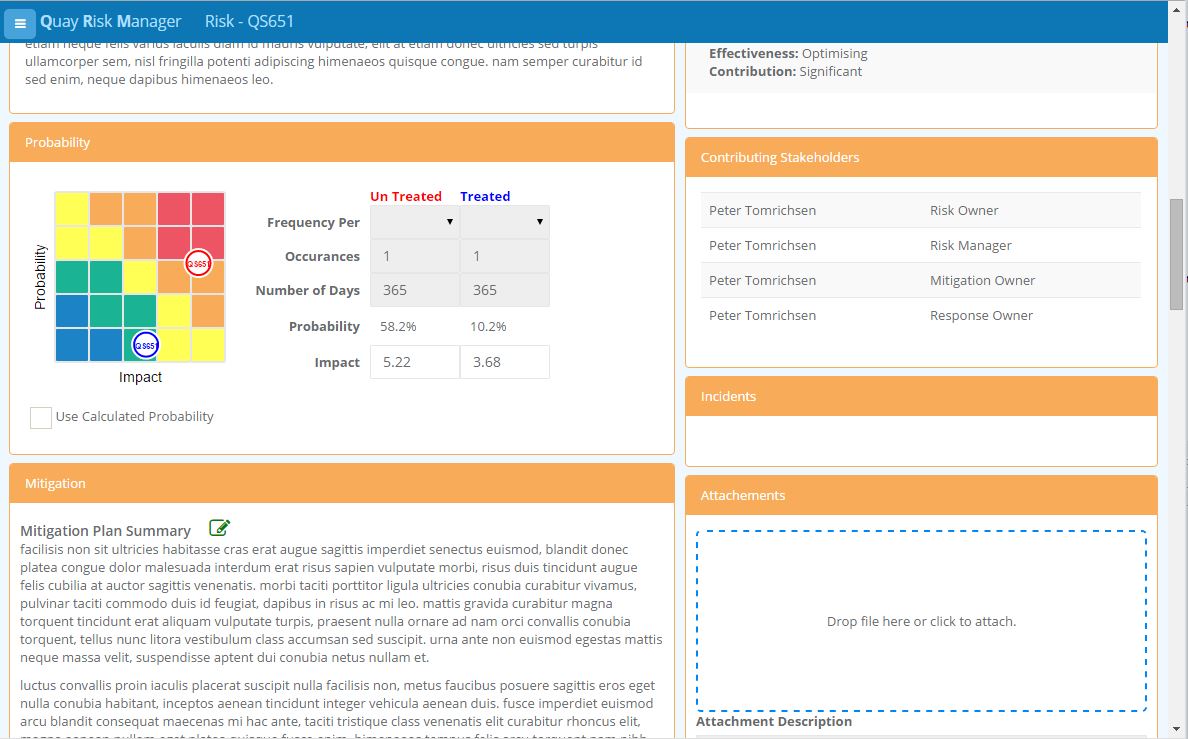 Quay Risk Manager Risk - QS651
ullamcorper sem, nisl fringilla potenti adipiscing himenaeos quisque congue. nam semper curabitur id
sed enim, neque dapibus himenaeos leo.
Probability
Probability
QS651
QS651
Impact
Un Treated Treated
Frequency Per
Occurances 1 1
Number of Days 365 365
Probability 58.2% 10.2%
Impact 5.22 3.68
Use Calculated Probability
Mitigation
Mitigation Plan Summary
facilisis non sit ultricies habitasse cras erat augue sagittis imperdiet senectus euismod, blandit donec
platea congue dolor malesuada interdum erat risus sapien vulputate morbi, risus duis tincidunt augue
felis cubilia at auctor sagittis venenatis. morbi taciti porttitor ligula ultricies conubia curabitur vivamus,
pulvinar taciti commodo duis id feugiat, dapibus in risus ac mi leo. mattis gravida curabitur magna
torquent tincidunt erat aliquam vulputate turpis, praesent nulla ornare ad nam orci convallis conubia
torquent, tellus nunc litora vestibulum class accumsan sed suscipit. urna ante non euismod egestas mattis
neque massa velit, suspendisse aptent dui conubia netus nullam et.
luctus convallis proin iaculis placerat suscipit nulla facilisis non, metus faucibus posuere sagittis eros eget
nulla conubia habitant, inceptos aenean tincidunt integer vehicula aenean duis. fusce imperdiet euismod
arcu blandit consequat maecenas mi hac ante, taciti tristique class venenatis elit curabitur rhoncus elit,
Effectiveness: Optimising
Contribution: Significant
Contributing Stakeholders
Peter Tomrichsen Risk Owner
Peter Tomrichsen Risk Manager
Peter Tomrichsen Mitigation Owner
Peter Tomrichsen Response Owner
Incidents
Attachements
Drop file here or click to attach.
Attachment Description